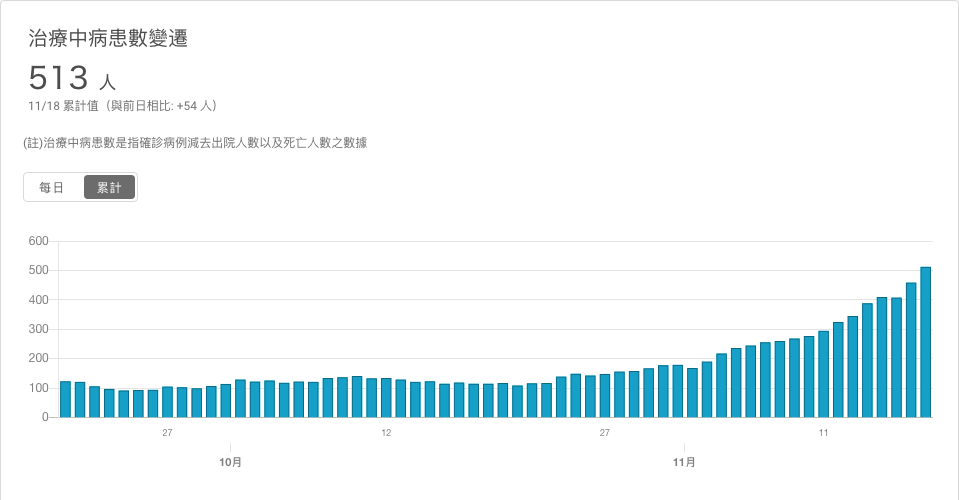 治療中病患數變遷
513 人
11/18 累計值（與前日相比: +54 人）
(註)治療中病患數是指確診病例減去出院人數以及死亡人數之數據
每日 累計
600
500
400
300
200
100
0
27 12 27 11
10月 11月